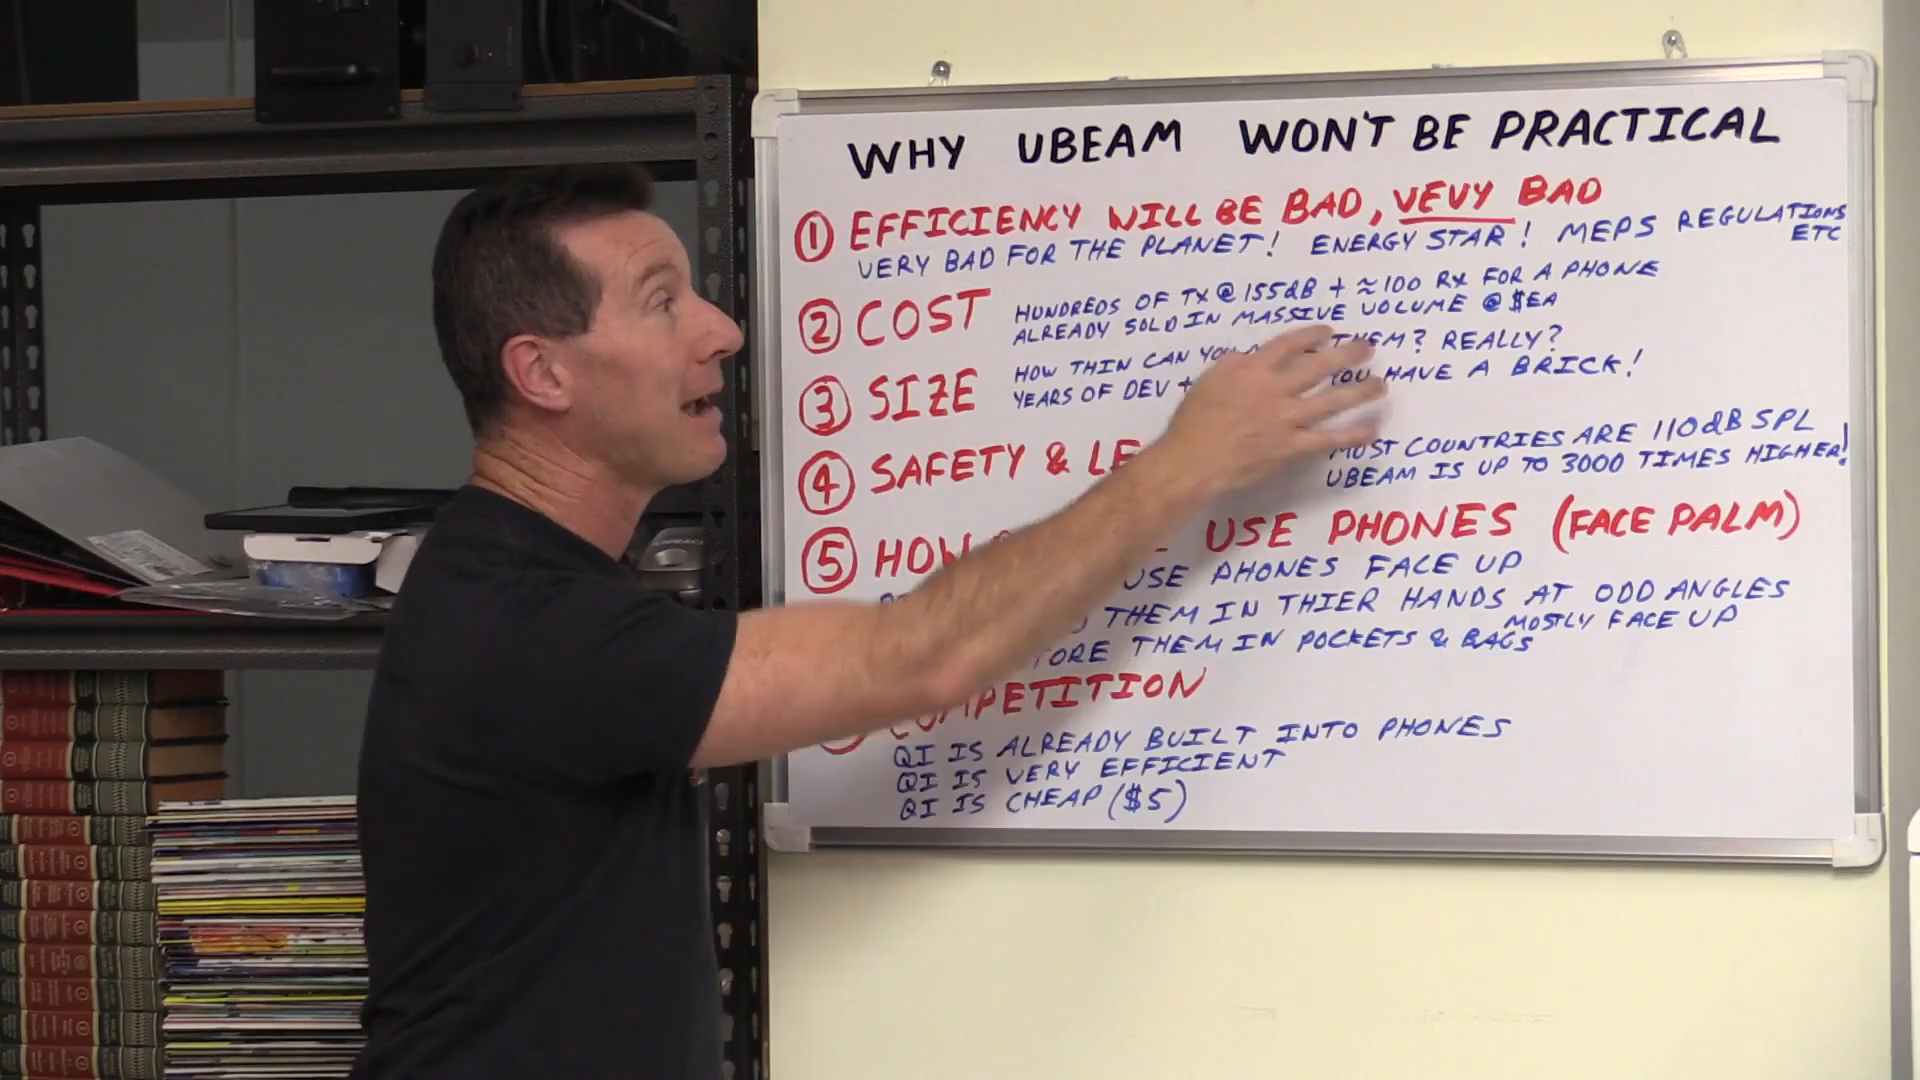 WHY UBEAM WON'T BE PRACTICAL
① EFFICIENCY WILL BE BAD, VEVY BAD
VERY BAD FOR THE PLANET! ENERGY STAR! MEPS REGULATIONS
ETC
② COST
HUNDREDS OF TX @ 155dB + ≈100 RX FOR A PHONE
ALREADY SOLD IN MASSIVE VOLUME @ $EA
③ SIZE
HOW THIN CAN YOU THEM? REALLY?
YEARS OF DEV + YOU HAVE A BRICK!
④ SAFETY & LE
MOST COUNTRIES ARE 110dB SPL
UBEAM IS UP TO 3000 TIMES HIGHER!
⑤ HOW USE PHONES (FACE PALM)
USE PHONES FACE UP
THEM IN THIER HANDS AT ODD ANGLES
MOSTLY FACE UP
TORE THEM IN POCKETS & BAGS
COMPETITION
QI IS ALREADY BUILT INTO PHONES
QI IS VERY EFFICIENT
QI IS CHEAP ($5)